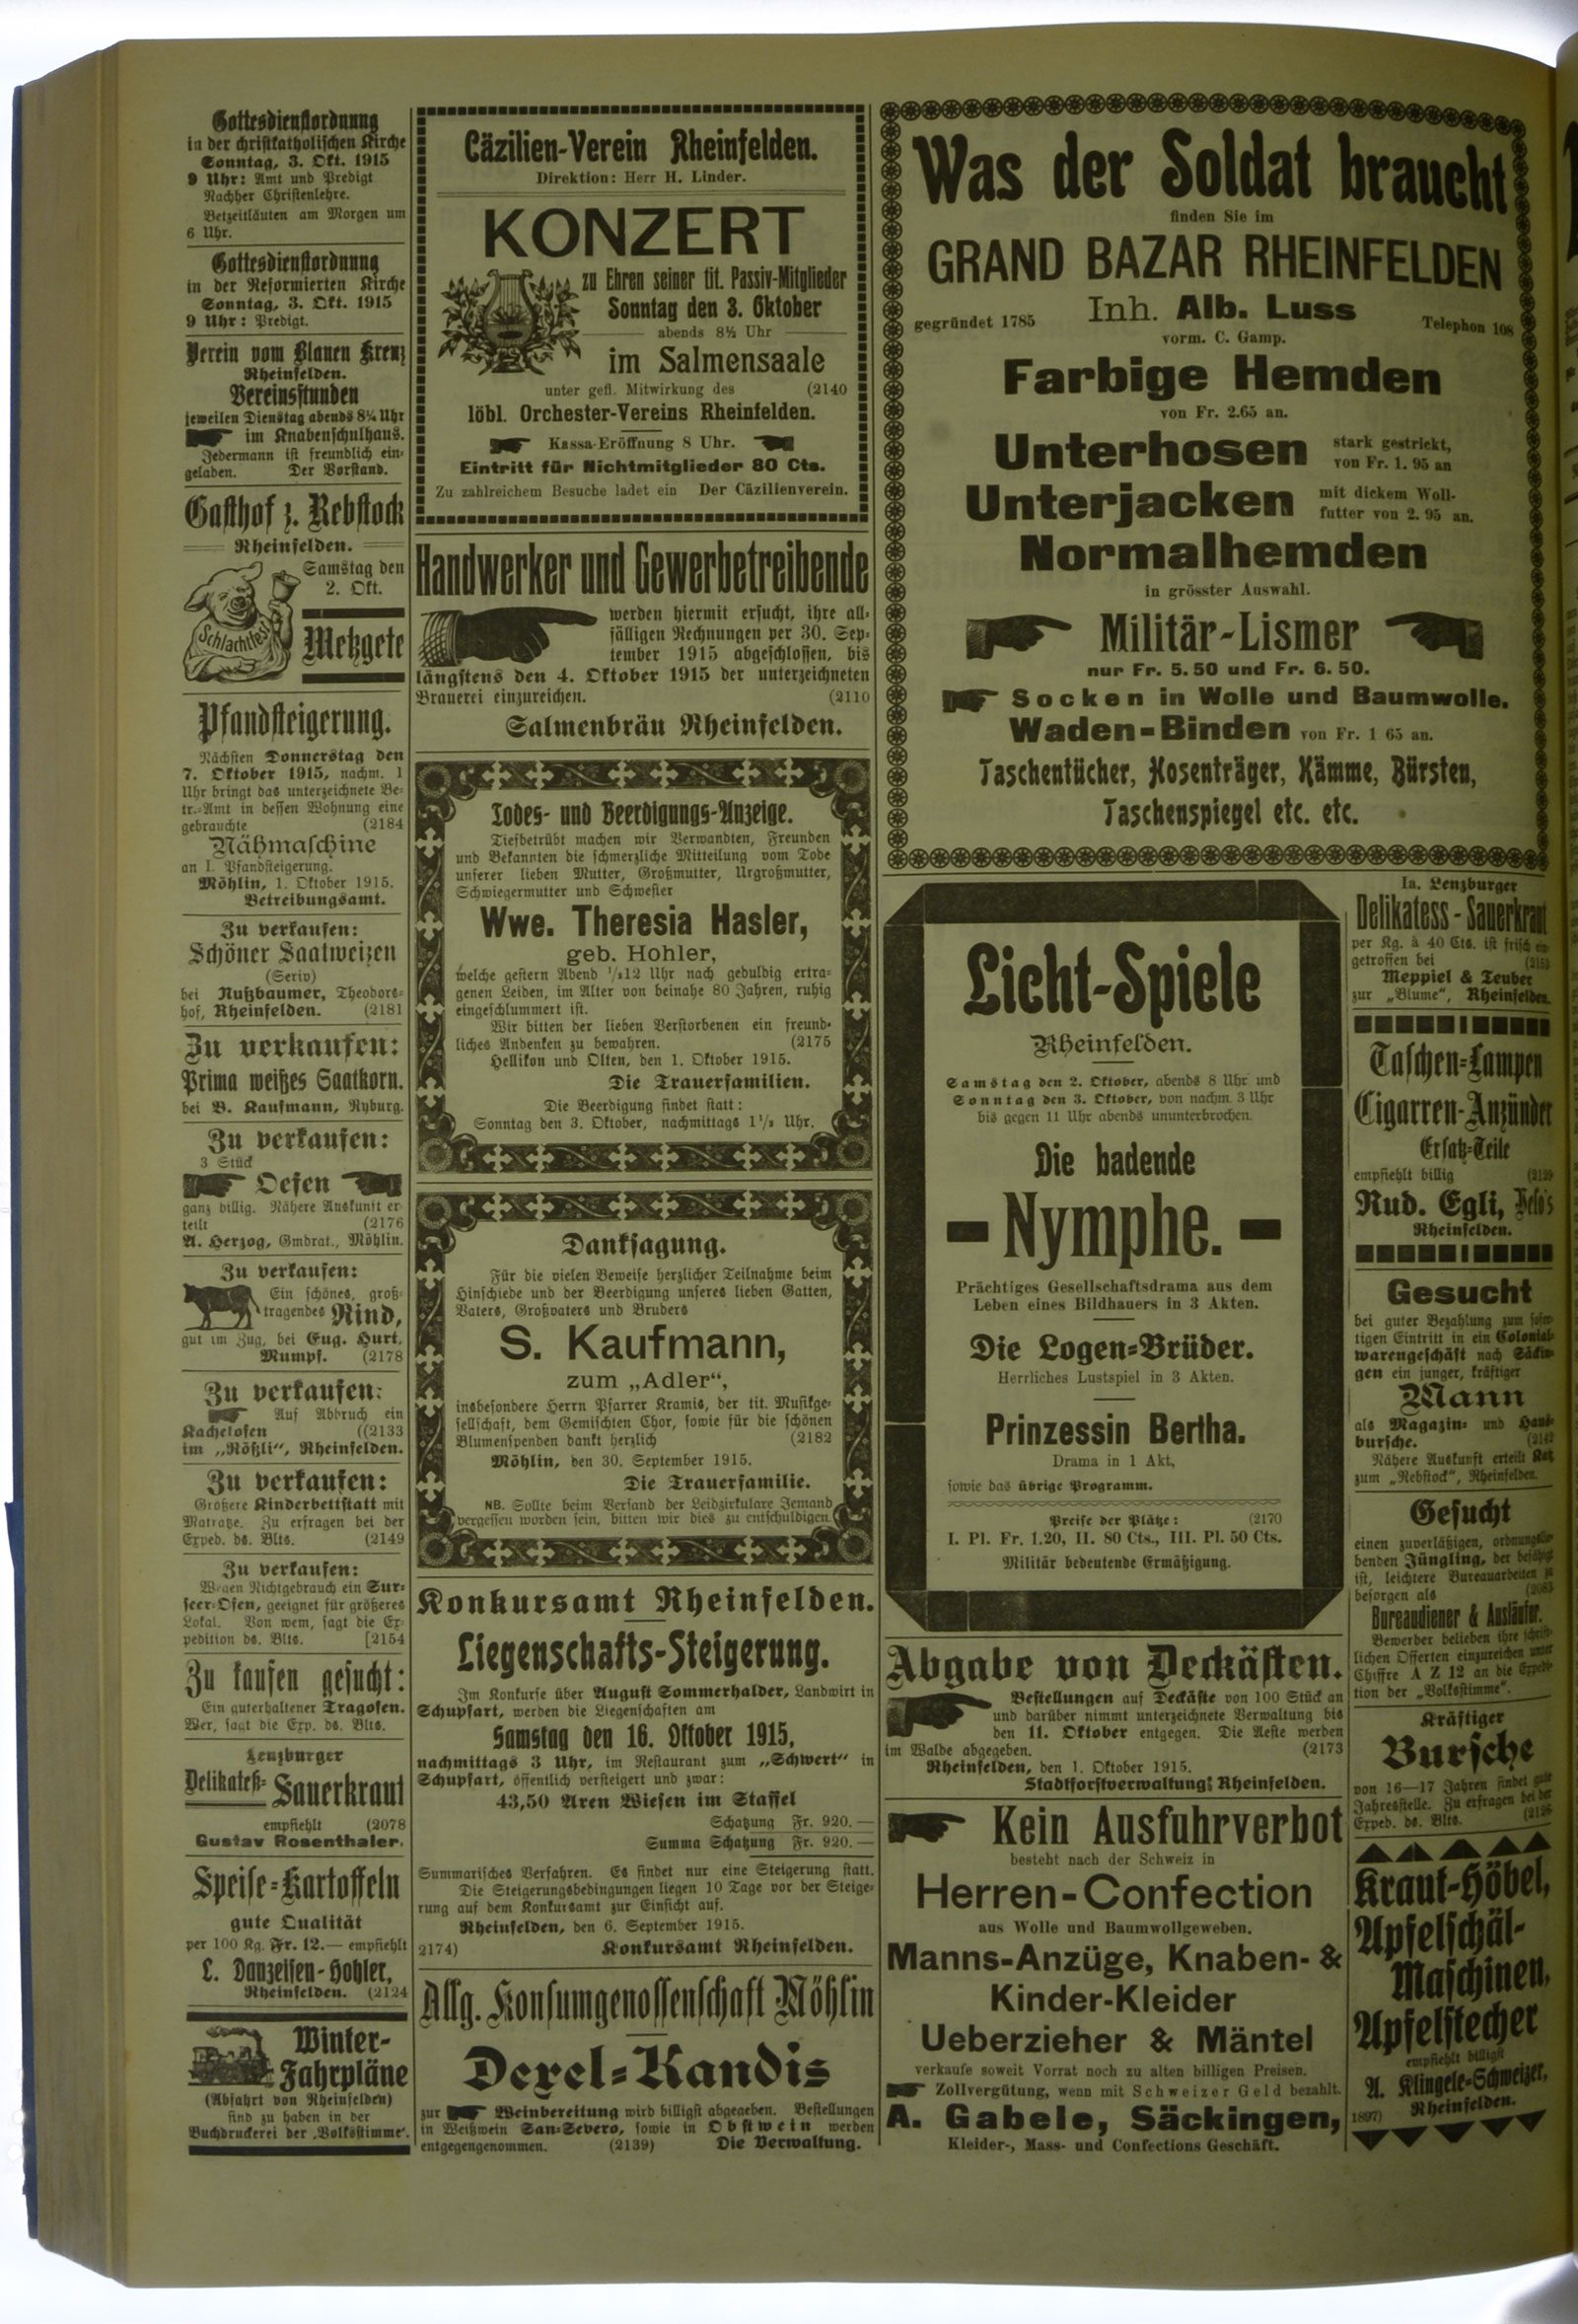 Gottesdienstordnung
in der christkatholischen Kirche
Sonntag, 3. Okt. 1915
9 Uhr: Amt und Predigt
Nachher Christenlehre.
Betzeitläuten am Morgen um
6 Uhr.
Gottesdienstordnung
in der Reformierten Kirche
Sonntag, 3. Okt. 1915
9 Uhr: Predigt.
Verein vom Blauen Kreuz
Rheinfelden.
Vereinsstunden
jeweilen Dienstag abends 8¼ Uhr
im Knabenschulhaus.
Jedermann ist freundlich ein-
geladen. Der Vorstand.
Gasthof z. Rebstock
Rheinfelden.
Samstag den
2. Okt.
Schlachtfest
Metzgete
Pfandsteigerung.
Nächsten Donnerstag den
7. Oktober 1915, nachm. 1
Uhr bringt das unterzeichnete Be-
tr.-Amt in dessen Wohnung eine
gebrauchte (2184
Nähmaschine
an I. Pfandsteigerung.
Möhlin, 1. Oktober 1915.
Betreibungsamt.
Zu verkaufen:
Schöner Saatweizen
(Seriv)
bei Nußbaumer, Theodors-
hof, Rheinfelden. (2181
Zu verkaufen:
Prima weißes Saatkorn.
bei B. Kaufmann, Ryburg.
Zu verkaufen:
3 Stück
Oefen
ganz billig. Nähere Auskunft er-
teilt (2176
A. Herzog, Gmdrat., Möhlin.
Zu verkaufen:
Ein schönes, groß-
tragendes Rind,
gut im Zug, bei Eug. Hurt,
Mumpf. (2178
Zu verkaufen:
Auf Abbruch ein
Kachelofen ((2133
im „Rößli“, Rheinfelden.
Zu verkaufen:
Größere Kinderbettstatt mit
Matratze. Zu erfragen bei der
Exped. ds. Blts. (2149
Zu verkaufen:
Wegen Nichtgebrauch ein Sur-
seer-Ofen, geeignet für größeres
Lokal. Von wem, sagt die Ex-
pedition ds. Blts. [2154
Zu kaufen gesucht:
Ein guterhaltener Tragofen.
Wer, sagt die Exp. ds. Blts.
Lenzburger
Delikateß- Sauerkraut
empfiehlt (2078
Gustav Rosenthaler.
Speise-Kartoffeln
gute Qualität
per 100 Kg. Fr. 12.— empfiehlt
L. Danzeisen-Hohler,
Rheinfelden. (2124
Winter-
Fahrpläne
(Abfahrt von Rheinfelden)
sind zu haben in der
Buchdruckerei der „Volksstimme“.
Cäzilien-Verein Rheinfelden.
Direktion: Herr H. Linder.
KONZERT
zu Ehren seiner tit. Passiv-Mitglieder
Sonntag den 3. Oktober
abends 8½ Uhr
im Salmensaale
unter gefl. Mitwirkung des (2140
löbl. Orchester-Vereins Rheinfelden.
Kassa-Eröffnung 8 Uhr.
Eintritt für Nichtmitglieder 80 Cts.
Zu zahlreichem Besuche ladet ein Der Cäzilienverein.
Handwerker und Gewerbetreibende
werden hiermit ersucht, ihre all-
fälligen Rechnungen per 30. Sep-
tember 1915 abgeschlossen, bis
längstens den 4. Oktober 1915 der unterzeichneten
Brauerei einzureichen. (2110
Salmenbräu Rheinfelden.
Todes- und Beerdigungs-Anzeige.
Tiefbetrübt machen wir Verwandten, Freunden
und Bekannten die schmerzliche Mitteilung vom Tode
unserer lieben Mutter, Großmutter, Urgroßmutter,
Schwiegermutter und Schwester
Wwe. Theresia Hasler,
geb. Hohler,
welche gestern Abend ½12 Uhr nach geduldig ertra-
genen Leiden, im Alter von beinahe 80 Jahren, ruhig
eingeschlummert ist.
Wir bitten der lieben Verstorbenen ein freund-
liches Andenken zu bewahren. (2175
Hellikon und Olten, den 1. Oktober 1915.
Die Trauerfamilien.
Die Beerdigung findet statt:
Sonntag den 3. Oktober, nachmittags 1½ Uhr.
Danksagung.
Für die vielen Beweise herzlicher Teilnahme beim
Hinschiede und der Beerdigung unseres lieben Gatten,
Vaters, Großvaters und Bruders
S. Kaufmann,
zum „Adler“,
insbesondere Herrn Pfarrer Kramis, der tit. Musikge-
sellschaft, dem Gemischten Chor, sowie für die schönen
Blumenspenden dankt herzlich (2182
Möhlin, den 30. September 1915.
Die Trauerfamilie.
NB. Sollte beim Versand der Leidzirkulare Jemand
vergessen worden sein, bitten wir dies zu entschuldigen.
Konkursamt Rheinfelden.
Liegenschafts-Steigerung.
Im Konkurse über August Sommerhalder, Landwirt in
Schupfart, werden die Liegenschaften am
Samstag den 16. Oktober 1915,
nachmittags 3 Uhr, im Restaurant zum „Schwert“ in
Schupfart, öffentlich versteigert und zwar:
43,50 Aren Wiesen im Staffel
Schatzung Fr. 920.—
Summa Schatzung Fr. 920.—
Summarisches Verfahren. Es findet nur eine Steigerung statt.
Die Steigerungsbedingungen liegen 10 Tage vor der Steige-
rung auf dem Konkursamt zur Einsicht auf.
Rheinfelden, den 6. September 1915.
2174) Konkursamt Rheinfelden.
Allg. Konsumgenossenschaft Möhlin
Dexel-Kandis
zur Weinbereitung wird billigst abgegeben. Bestellungen
in Weißwein San-Severo, sowie in Obstwein werden
entgegengenommen. (2139) Die Verwaltung.
Was der Soldat braucht
finden Sie im
GRAND BAZAR RHEINFELDEN
gegründet 1785 Inh. Alb. Luss Telephon 108
vorm. C. Gamp.
Farbige Hemden
von Fr. 2.65 an.
Unterhosen stark gestrickt,
von Fr. 1.95 an
Unterjacken mit dickem Woll-
futter von 2.95 an.
Normalhemden
in grösster Auswahl.
Militär-Lismer
nur Fr. 5.50 und Fr. 6.50.
Socken in Wolle und Baumwolle.
Waden-Binden von Fr. 1 65 an.
Taschentücher, Hosenträger, Kämme, Bürsten,
Taschenspiegel etc. etc.
Licht-Spiele
Rheinfelden.
Samstag den 2. Oktober, abends 8 Uhr und
Sonntag den 3. Oktober, von nachm. 3 Uhr
bis gegen 11 Uhr abends ununterbrochen.
Die badende
Nymphe.
Prächtiges Gesellschaftsdrama aus dem
Leben eines Bildhauers in 3 Akten.
Die Logen-Brüder.
Herrliches Lustspiel in 3 Akten.
Prinzessin Bertha.
Drama in 1 Akt,
sowie das übrige Programm.
Preise der Plätze: (2170
I. Pl. Fr. 1.20, II. 80 Cts., III. Pl. 50 Cts.
Militär bedeutende Ermäßigung.
Abgabe von Deckästen.
Bestellungen auf Deckäste von 100 Stück an
und darüber nimmt unterzeichnete Verwaltung bis
den 11. Oktober entgegen. Die Aeste werden
im Walde abgegeben. (2173
Rheinfelden, den 1. Oktober 1915.
Stadtforstverwaltung Rheinfelden.
Kein Ausfuhrverbot
besteht nach der Schweiz in
Herren-Confection
aus Wolle und Baumwollgeweben.
Manns-Anzüge, Knaben- &
Kinder-Kleider
Ueberzieher & Mäntel
verkaufe soweit Vorrat noch zu alten billigen Preisen.
Zollvergütung, wenn mit Schweizer Geld bezahlt.
A. Gabele, Säckingen,
Kleider-, Mass- und Confections Geschäft.
Ia. Lenzburger
Delikatess-Sauerkraut
per Kg. à 40 Cts. ist frisch ein-
getroffen bei
Meppiel & Teuber
zur „Blume“, Rheinfelden.
Taschen-Lampen
Cigarren-Anzünder
Ersatz-Teile
empfiehlt billig (2129
Rud. Egli, Velo's
Rheinfelden.
Gesucht
bei guter Bezahlung zum sofor-
tigen Eintritt in ein Colonial-
warengeschäft nach Säckin-
gen ein junger, kräftiger
Mann
als Magazin- und Haus-
bursche.
Nähere Auskunft erteilt Katz
zum „Rebstock“, Rheinfelden.
Gesucht
einen zuverläßigen, ordnungslie-
benden Jüngling, der befähigt
ist, leichtere Bureauarbeiten zu
besorgen als (2083
Bureaudiener & Ausläufer.
Bewerber belieben ihre schrift-
lichen Offerten einzureichen unter
Chiffre A Z 12 an die Expedi-
tion der „Volksstimme“.
Kräftiger
Bursche
von 16—17 Jahren findet gute
Jahresstelle. Zu erfragen bei der
Exped. ds. Blts. (2126
Kraut-Höbel,
Apfelschäl-
Maschinen,
Apfelstecher
empfiehlt billigst
A. Klingele-Schweizer,
1897) Rheinfelden.